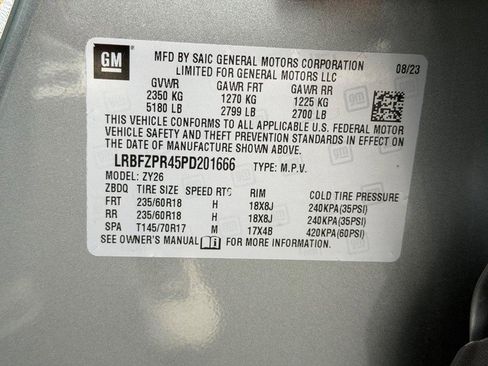 GM
MFD BY SAIC GENERAL MOTORS CORPORATION
LIMITED FOR GENERAL MOTORS LLC
08/23
GVWR GAWR FRT GAWR RR
2350 KG 1270 KG 1225 KG
5180 LB 2799 LB 2700 LB
THIS VEHICLE CONFORMS TO ALL APPLICABLE U.S. FEDERAL MOTOR
VEHICLE SAFETY AND THEFT PREVENTION STANDARDS IN EFFECT ON
THE DATE OF MANUFACTURE SHOWN ABOVE.
LRBFZPR45PD201666 TYPE: M.P.V.
MODEL: ZY26
ZBDQ TIRE SIZE SPEED RTG RIM COLD TIRE PRESSURE
FRT 235/60R18 H 18X8J 240KPA(35PSI)
RR 235/60R18 H 18X8J 240KPA(35PSI)
SPA T145/70R17 M 17X4B 420KPA(60PSI)
SEE OWNER'S MANUAL FOR MORE INFORMATION.